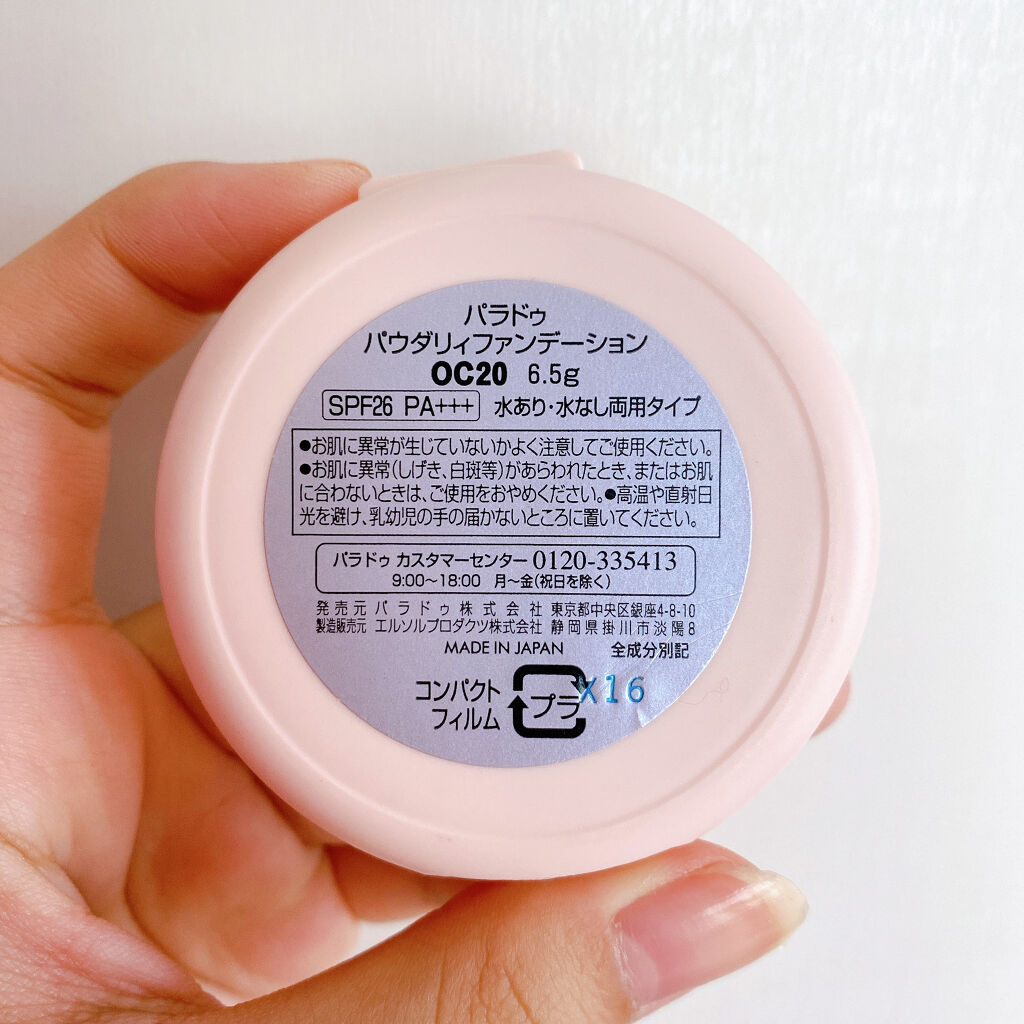 パラドゥ
パウダリィファンデーション
OC20 6.5g
SPF26 PA+++ 水あり・水なし両用タイプ
●お肌に異常が生じていないかよく注意してご使用ください。
●お肌に異常(しげき、白斑等)があらわれたとき、またはお肌
に合わないときは、ご使用をおやめください。●高温や直射日
光を避け、乳幼児の手の届かないところに置いてください。
パラドゥ カスタマーセンター 0120-335413
9:00〜18:00 月〜金(祝日を除く)
発売元 パラドゥ株式会社 東京都中央区銀座4-8-10
製造販売元 エルソルプロダクツ株式会社 静岡県掛川市淡陽8
MADE IN JAPAN 全成分別記
コンパクト
フィルム
プラ
X16